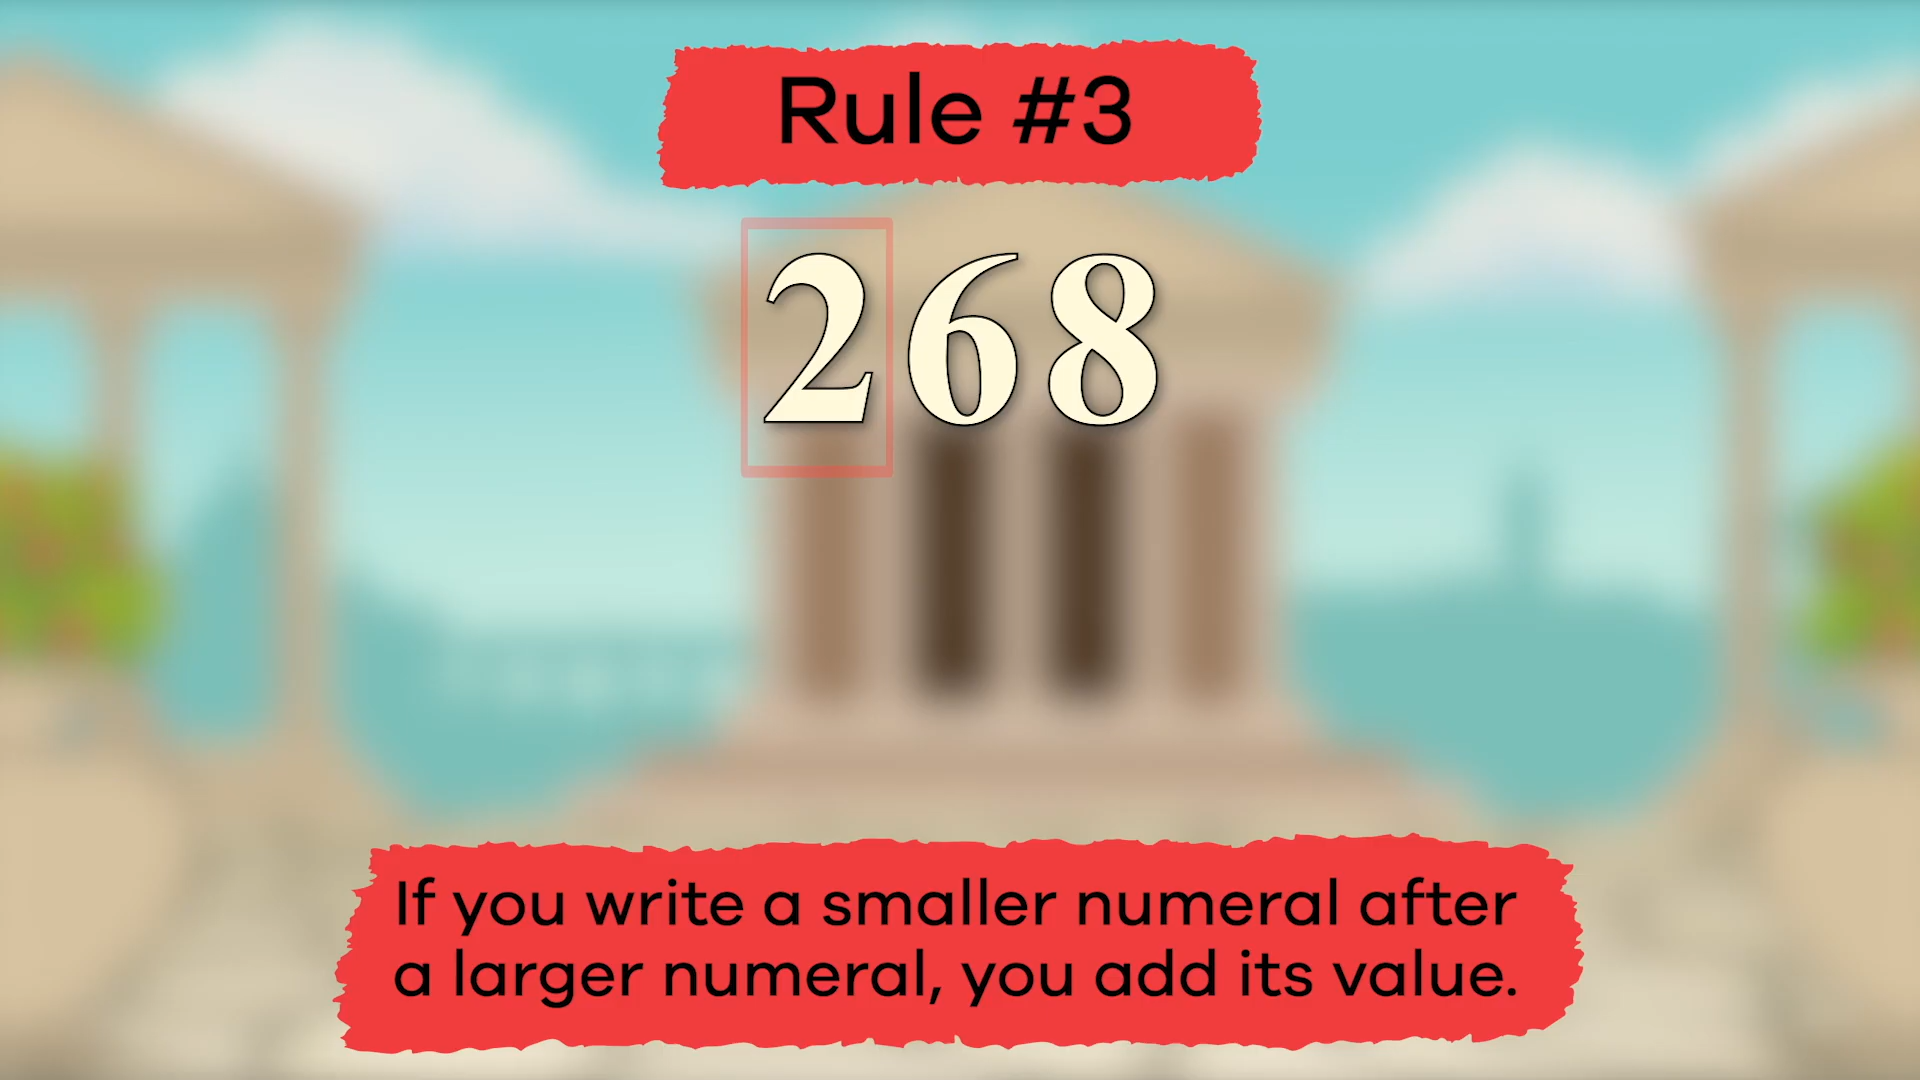 Rule #3
268
If you write a smaller numeral after
a larger numeral, you add its value.